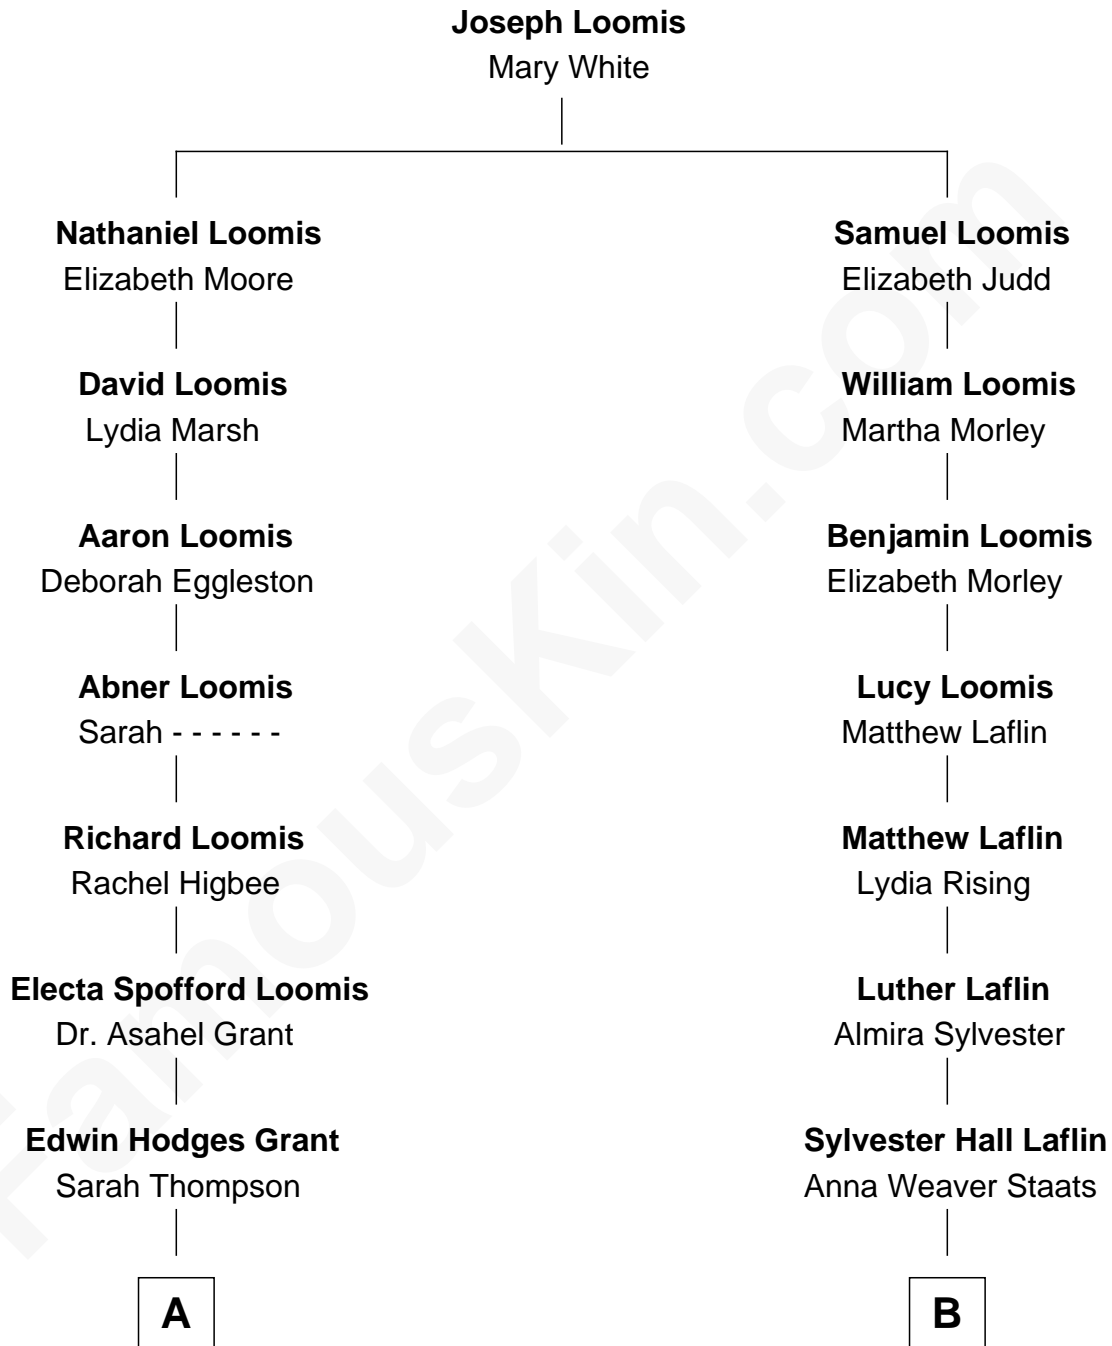 Joseph Loomis
Mary White
Nathaniel Loomis
Elizabeth Moore
David Loomis
Lydia Marsh
Aaron Loomis
Deborah Eggleston
Abner Loomis
Sarah - - - - - -
Richard Loomis
Rachel Higbee
Electa Spofford Loomis
Dr. Asahel Grant
Edwin Hodges Grant
Sarah Thompson
A
Samuel Loomis
Elizabeth Judd
William Loomis
Martha Morley
Benjamin Loomis
Elizabeth Morley
Lucy Loomis
Matthew Laflin
Matthew Laflin
Lydia Rising
Luther Laflin
Almira Sylvester
Sylvester Hall Laflin
Anna Weaver Staats
B
FamousKin.com